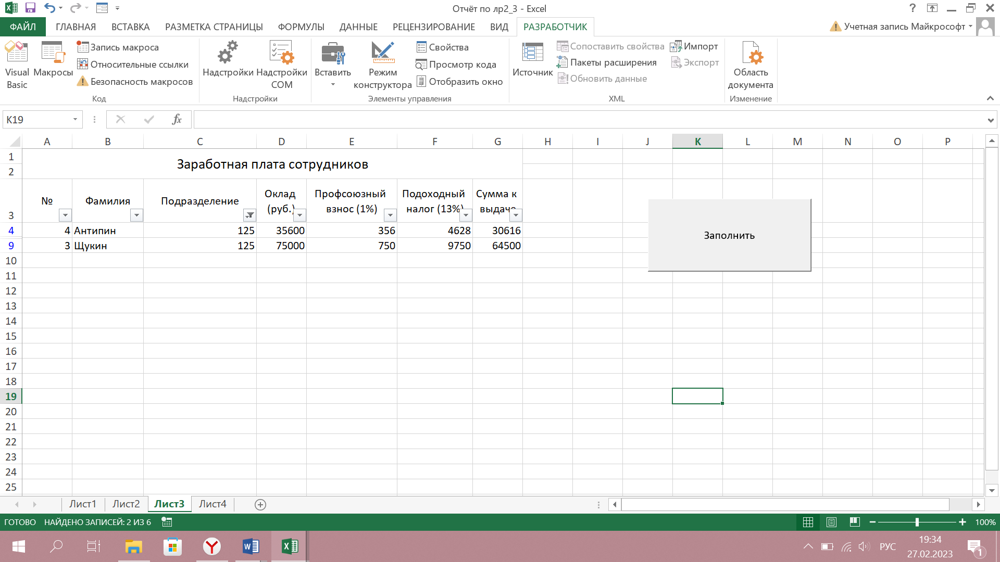 Отчёт по лр2_3 - Excel
?
ФАЙЛ ГЛАВНАЯ ВСТАВКА РАЗМЕТКА СТРАНИЦЫ ФОРМУЛЫ ДАННЫЕ РЕЦЕНЗИРОВАНИЕ ВИД РАЗРАБОТЧИК Учетная запись Майкрософт
Visual Basic
Макросы
Запись макроса
Относительные ссылки
Безопасность макросов
Код
Надстройки
Надстройки COM
Надстройки
Вставить
Режим конструктора
Свойства
Просмотр кода
Отобразить окно
Элементы управления
Источник
Сопоставить свойства
Пакеты расширения
Обновить данные
Импорт
Экспорт
XML
Область документа
Изменение
K19 fx
A B C D E F G H I J K L M N O P
1
Заработная плата сотрудников
2
3 № Фамилия Подразделение Оклад (руб.) Профсоюзный взнос (1%) Подоходный налог (13%) Сумма к выдаче
4 4 Антипин 125 35600 356 4628 30616
9 3 Щукин 125 75000 750 9750 64500
Заполнить
10
11
12
13
14
15
16
17
18
19
20
21
22
23
24
25
Лист1 Лист2 Лист3 Лист4
ГОТОВО НАЙДЕНО ЗАПИСЕЙ: 2 ИЗ 6 100%
РУС
19:34
27.02.2023
1